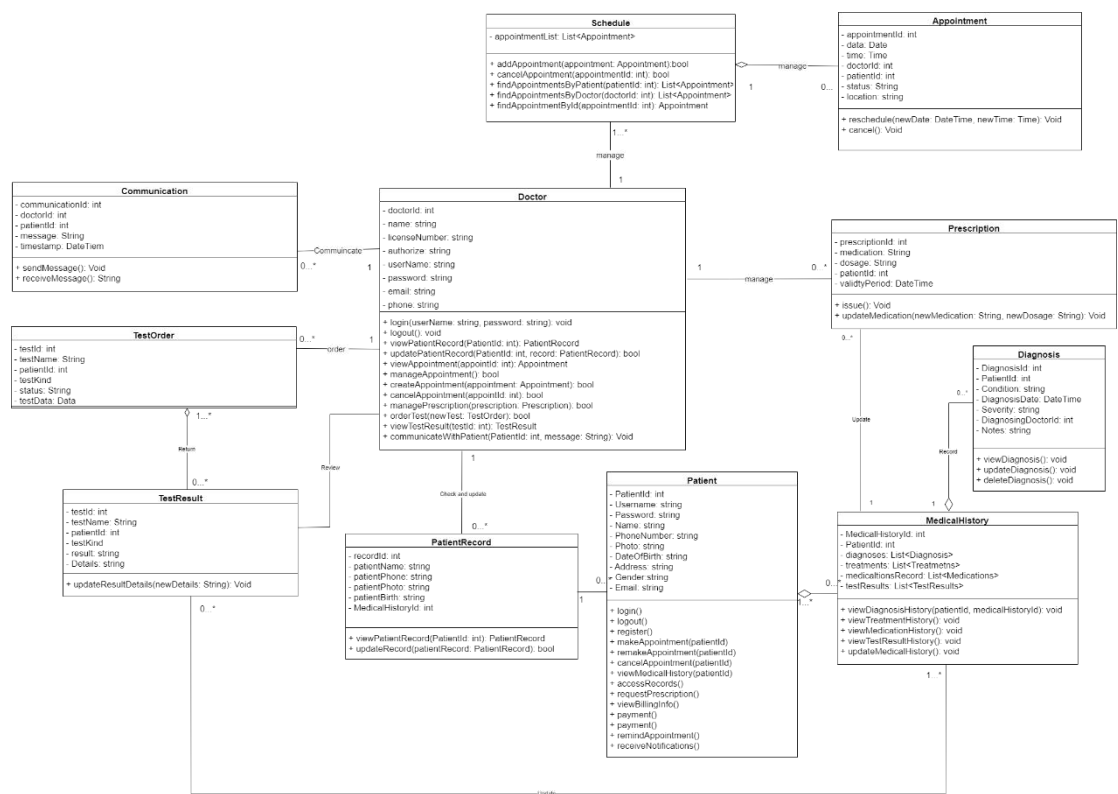 Schedule
- appointmentList: List<Appointment>
+ addAppointment(appointment: Appointment):bool
+ cancelAppointment(appointmentId: int): bool
+ findAppointmentsByPatient(patientId: int): List<Appointment>
+ findAppointmentsByDoctor(doctorId: int): List<Appointment>
+ findAppointmentById(appointmentId: int): Appointment
manage
1
0...
Appointment
- appointmentId: int
- data: Date
- time: Time
- doctorId: int
- patientId: int
- status: String
- location: string
+ reschedule(newDate: DateTime, newTime: Time): Void
+ cancel(): Void
1...*
manage
1
Communication
- communicationId: int
- doctorId: int
- patientId: int
- message: String
- timestamp: DateTiem
+ sendMessage(): Void
+ receiveMessage(): String
Commuincate
0...*
1
Doctor
- doctorId: int
- name: string
- licenseNumber: string
- authorize: string
- userName: string
- password: string
- email: string
- phone: string
+ login(userName: string, password: string): void
+ logout(): void
+ viewPatientRecord(PatientId: int): PatientRecord
+ updatePatientRecord(PatientId: int, record: PatientRecord): bool
+ viewAppointment(appointId: int): Appointment
+ manageAppointment(): bool
+ createAppointment(appointment: Appointment): bool
+ cancelAppointment(appointId: int): bool
+ managePrescription(prescription: Prescription): bool
+ orderTest(newTest: TestOrder): bool
+ viewTestResult(testId: int): TestResult
+ communicateWithPatient(PatientId: int, message: String): Void
1
manage
0...*
Prescription
- prescriptionId: int
- medication: String
- dosage: String
- patientId: int
- validtyPeriod: DateTime
+ issue(): Void
+ updateMedication(newMedication: String, newDosage: String): Void
TestOrder
- testId: int
- testName: String
- patientId: int
- testKind
- status: String
- testData: Data
0...*
order
1
0...*
Update
1
Diagnosis
- DiagnosisId: int
- PatientId: int
- Condition: string
- DiagnosisDate: DateTime
- Severity: string
- DiagnosingDoctorId: int
- Notes: string
+ viewDiagnosis(): void
+ updateDiagnosis(): void
+ deleteDiagnosis(): void
0...*
Record
1
1...*
Return
0...*
Review
1
Check and update
0...*
TestResult
- testId: int
- testName: String
- patientId: int
- testKind
- result: string
- Details: string
+ updateResultDetails(newDetails: String): Void
0...*
PatientRecord
- recordId: int
- patientName: string
- patientPhone: string
- patientPhoto: string
- patientBirth: string
- MedicalHistoryId: int
+ viewPatientRecord(PatientId: int): PatientRecord
+ updateRecord(patientRecord: PatientRecord): bool
1
0...
Patient
- PatientId: int
- Username: string
- Password: string
- Name: string
- PhoneNumber: string
- Photo: string
- DateOfBirth: string
- Address: string
- Gender:string
- Email: string
+ login()
+ logout()
+ register()
+ makeAppointment(patientId)
+ remakeAppointment(patientId)
+ cancelAppointment(patientId)
+ viewMedicalHistory(patientId)
+ accessRecords()
+ requestPrescription()
+ viewBillingInfo()
+ payment()
+ payment()
+ remindAppointment()
+ receiveNotifications()
1...*
0...*
MedicalHistory
- MedicalHistoryId: int
- PatientId: int
- diagnoses: List<Diagnosis>
- treatments: List<Treatmetns>
- medicaltionsRecord: List<Medications>
- testResults: List<TestResults>
+ viewDiagnosisHistory(patientId, medicalHistoryId): void
+ viewTreatmentHistory(): void
+ viewMedicationHistory(): void
+ viewTestResultHistory(): void
+ updateMedicalHistory(): void
1...*
Update